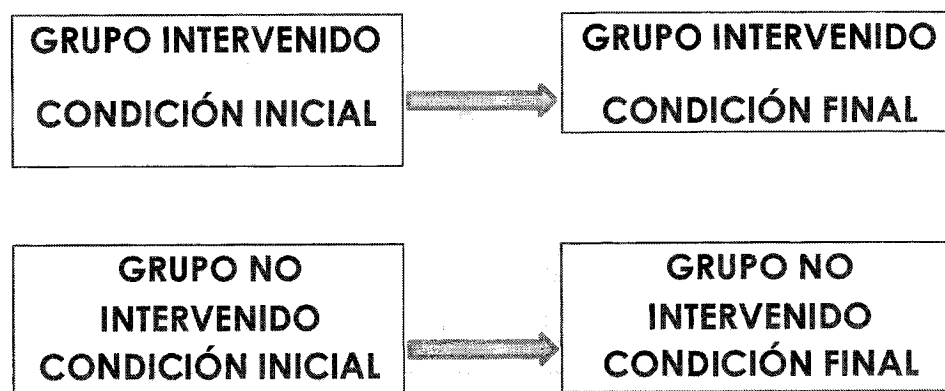 GRUPO INTERVENIDO
CONDICIÓN INICIAL
GRUPO INTERVENIDO
CONDICIÓN FINAL
GRUPO NO
INTERVENIDO
CONDICIÓN INICIAL
GRUPO NO
INTERVENIDO
CONDICIÓN FINAL